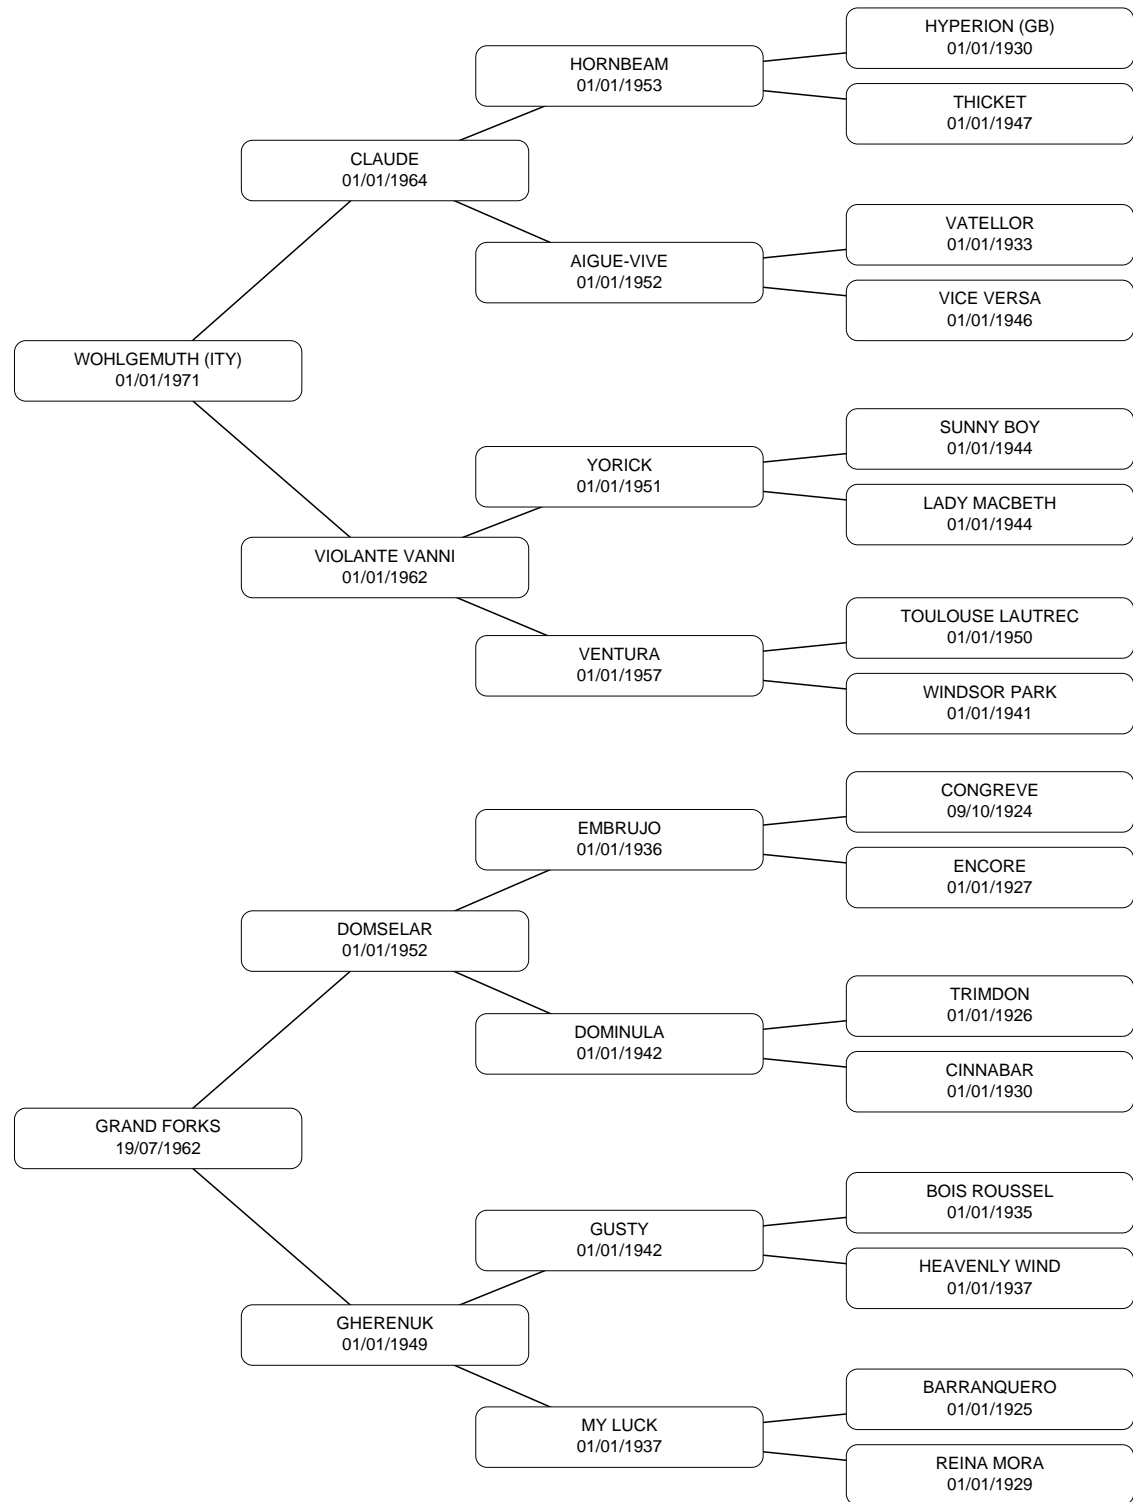 HYPERION (GB)
01/01/1930
HORNBEAM
01/01/1953
THICKET
01/01/1947
CLAUDE
01/01/1964
VATELLOR
01/01/1933
AIGUE-VIVE
01/01/1952
VICE VERSA
01/01/1946
WOHLGEMUTH (ITY)
01/01/1971
SUNNY BOY
01/01/1944
YORICK
01/01/1951
LADY MACBETH
01/01/1944
VIOLANTE VANNI
01/01/1962
TOULOUSE LAUTREC
01/01/1950
VENTURA
01/01/1957
WINDSOR PARK
01/01/1941
CONGREVE
09/10/1924
EMBRUJO
01/01/1936
ENCORE
01/01/1927
DOMSELAR
01/01/1952
TRIMDON
01/01/1926
DOMINULA
01/01/1942
CINNABAR
01/01/1930
GRAND FORKS
19/07/1962
BOIS ROUSSEL
01/01/1935
GUSTY
01/01/1942
HEAVENLY WIND
01/01/1937
GHERENUK
01/01/1949
BARRANQUERO
01/01/1925
MY LUCK
01/01/1937
REINA MORA
01/01/1929